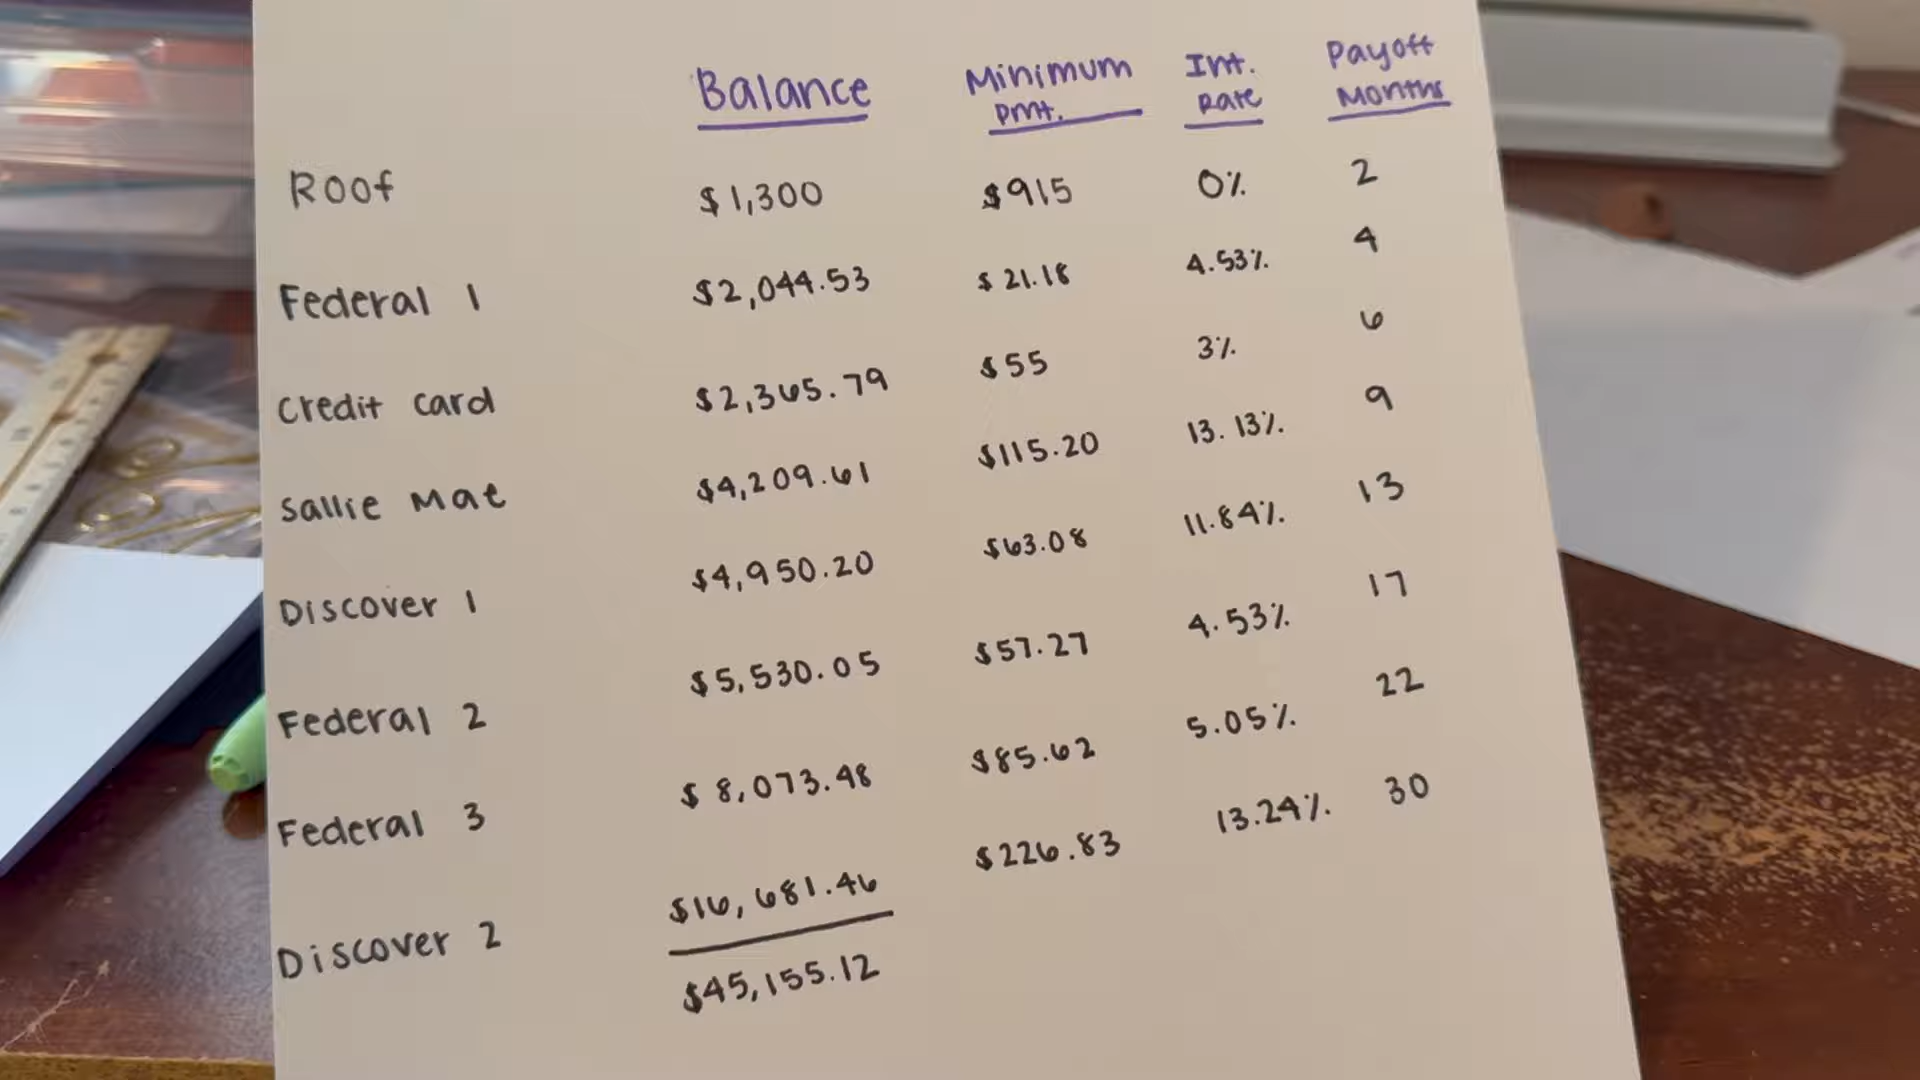 Balance Minimum Pmt. Int. Rate Payoff Months
Roof $1,300 $915 0% 2
Federal 1 $2,044.53 $21.18 4.53% 4
Credit Card $2,365.79 $55 3% 6
Sallie Mae $4,209.61 $115.20 13.13% 9
Discover 1 $4,950.20 $63.08 11.84% 13
Federal 2 $5,530.05 $57.27 4.53% 17
Federal 3 $8,073.48 $85.62 5.05% 22
Discover 2 $16,681.46 $226.83 13.24% 30
$45,155.12